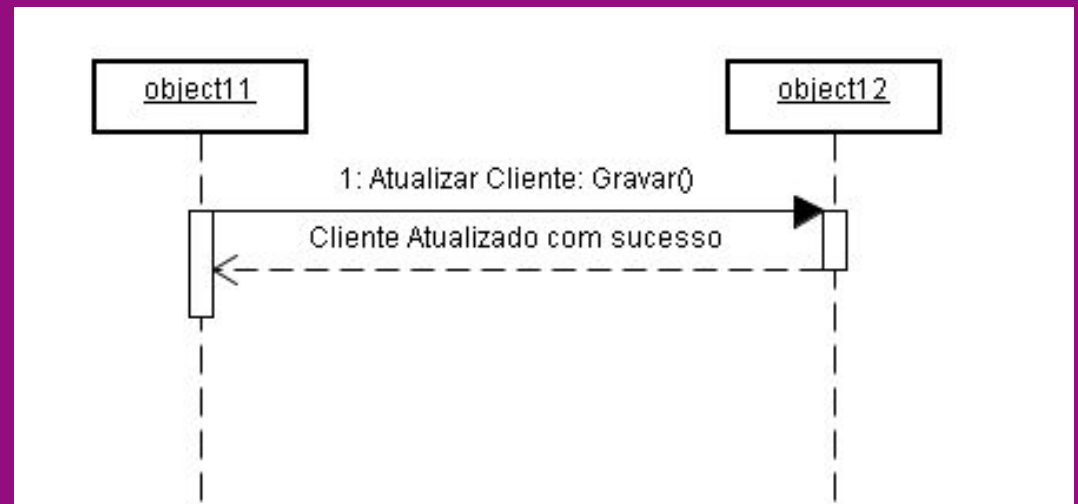 object11
object12
1: Atualizar Cliente: Gravar()
Cliente Atualizado com sucesso